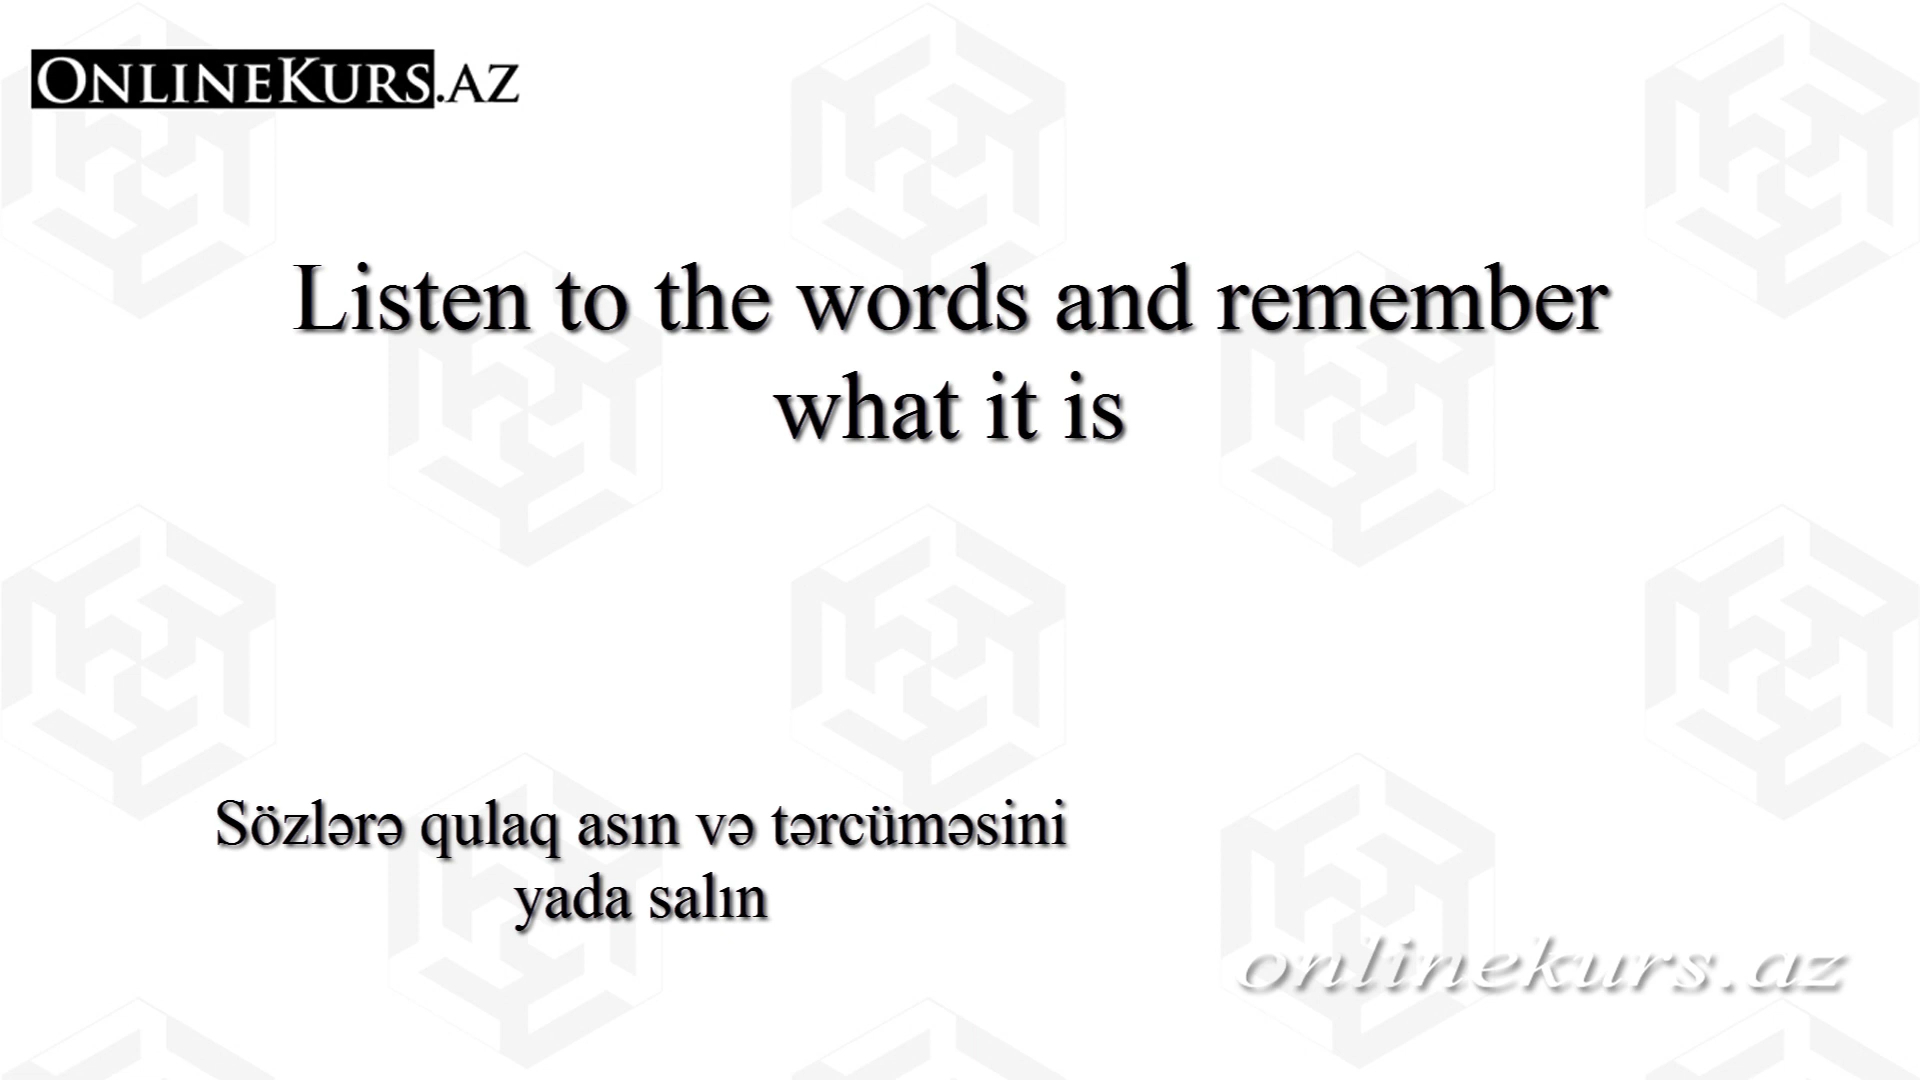 ONLINEKURS.AZ
Listen to the words and remember
what it is
Sözlərə qulaq asın və tərcüməsini
yada salın
onlinekurs.az